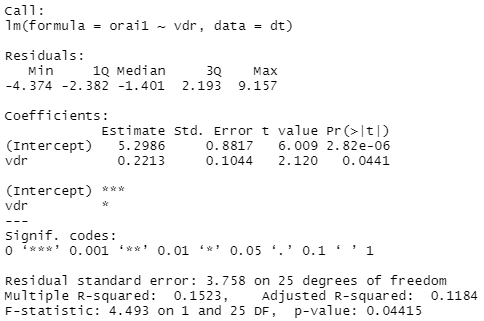 Call:
lm(formula = orai1 ~ vdr, data = dt)
Residuals:
Min 1Q Median 3Q Max
-4.374 -2.382 -1.401 2.193 9.157
Coefficients:
Estimate Std. Error t value Pr(>|t|)
(Intercept) 5.2986 0.8817 6.009 2.82e-06
vdr 0.2213 0.1044 2.120 0.0441
(Intercept) ***
vdr *
---
Signif. codes:
0 ‘***’ 0.001 ‘**’ 0.01 ‘*’ 0.05 ‘.’ 0.1 ‘ ’ 1
Residual standard error: 3.758 on 25 degrees of freedom
Multiple R-squared: 0.1523, Adjusted R-squared: 0.1184
F-statistic: 4.493 on 1 and 25 DF, p-value: 0.04415